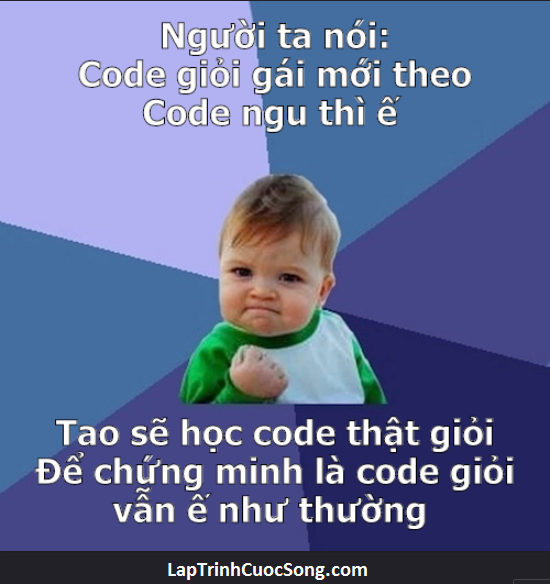 Người ta nói:
Code giỏi gái mới theo
Code ngu thì ế
Tao sẽ học code thật giỏi
Để chứng minh là code giỏi
vẫn ế như thường
LapTrinhCuocSong.com